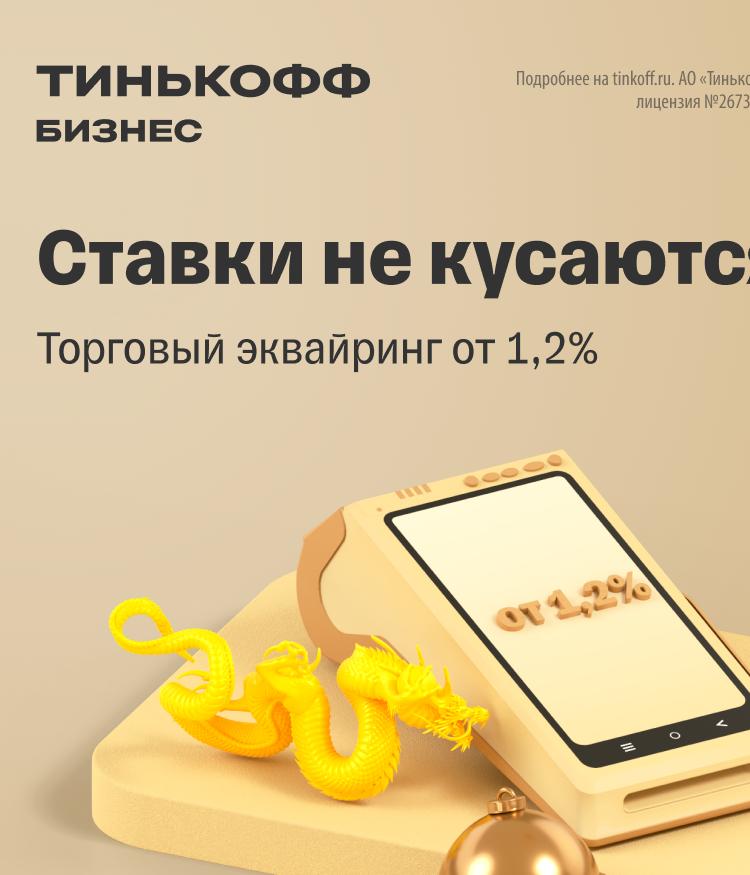 ТИНЬКОФФ
БИЗНЕС
Подробнее на tinkoff.ru. АО «Тинько
лицензия №2673
Ставки не кусаются
Торговый эквайринг от 1,2%
от 1,2%